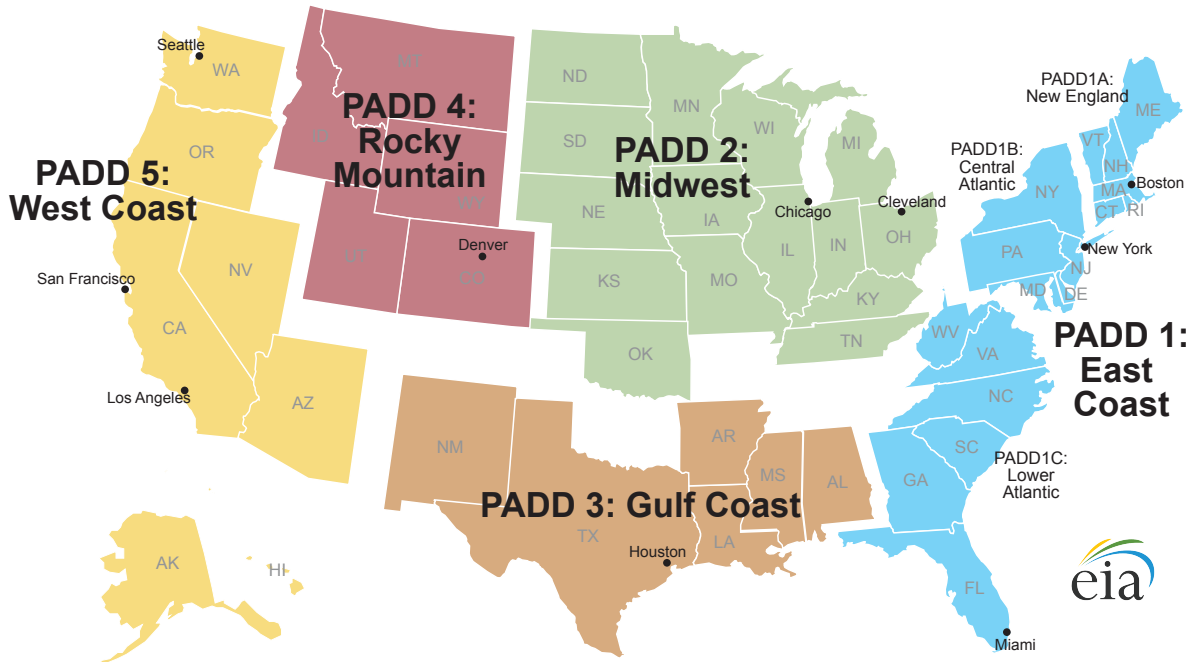 Seattle
WA
OR
PADD 5:
West Coast
NV
San Francisco
CA
Los Angeles
AZ
AK
HI
MT
PADD 4:
Rocky
Mountain
ID
WY
UT
Denver
CO
ND
MN
SD
WI
MI
PADD 2:
Midwest
NE
IA
Chicago
Cleveland
IL
IN
OH
KS
MO
KY
OK
TN
NM
AR
MS
AL
PADD 3: Gulf Coast
TX
LA
Houston
PADD1A:
New England
ME
VT
NH
PADD1B:
Central
Atlantic
NY
MA
Boston
CT
RI
New York
PA
NJ
MD
DE
WV
VA
PADD 1:
East
Coast
NC
SC
PADD1C:
Lower
Atlantic
GA
FL
Miami
eia